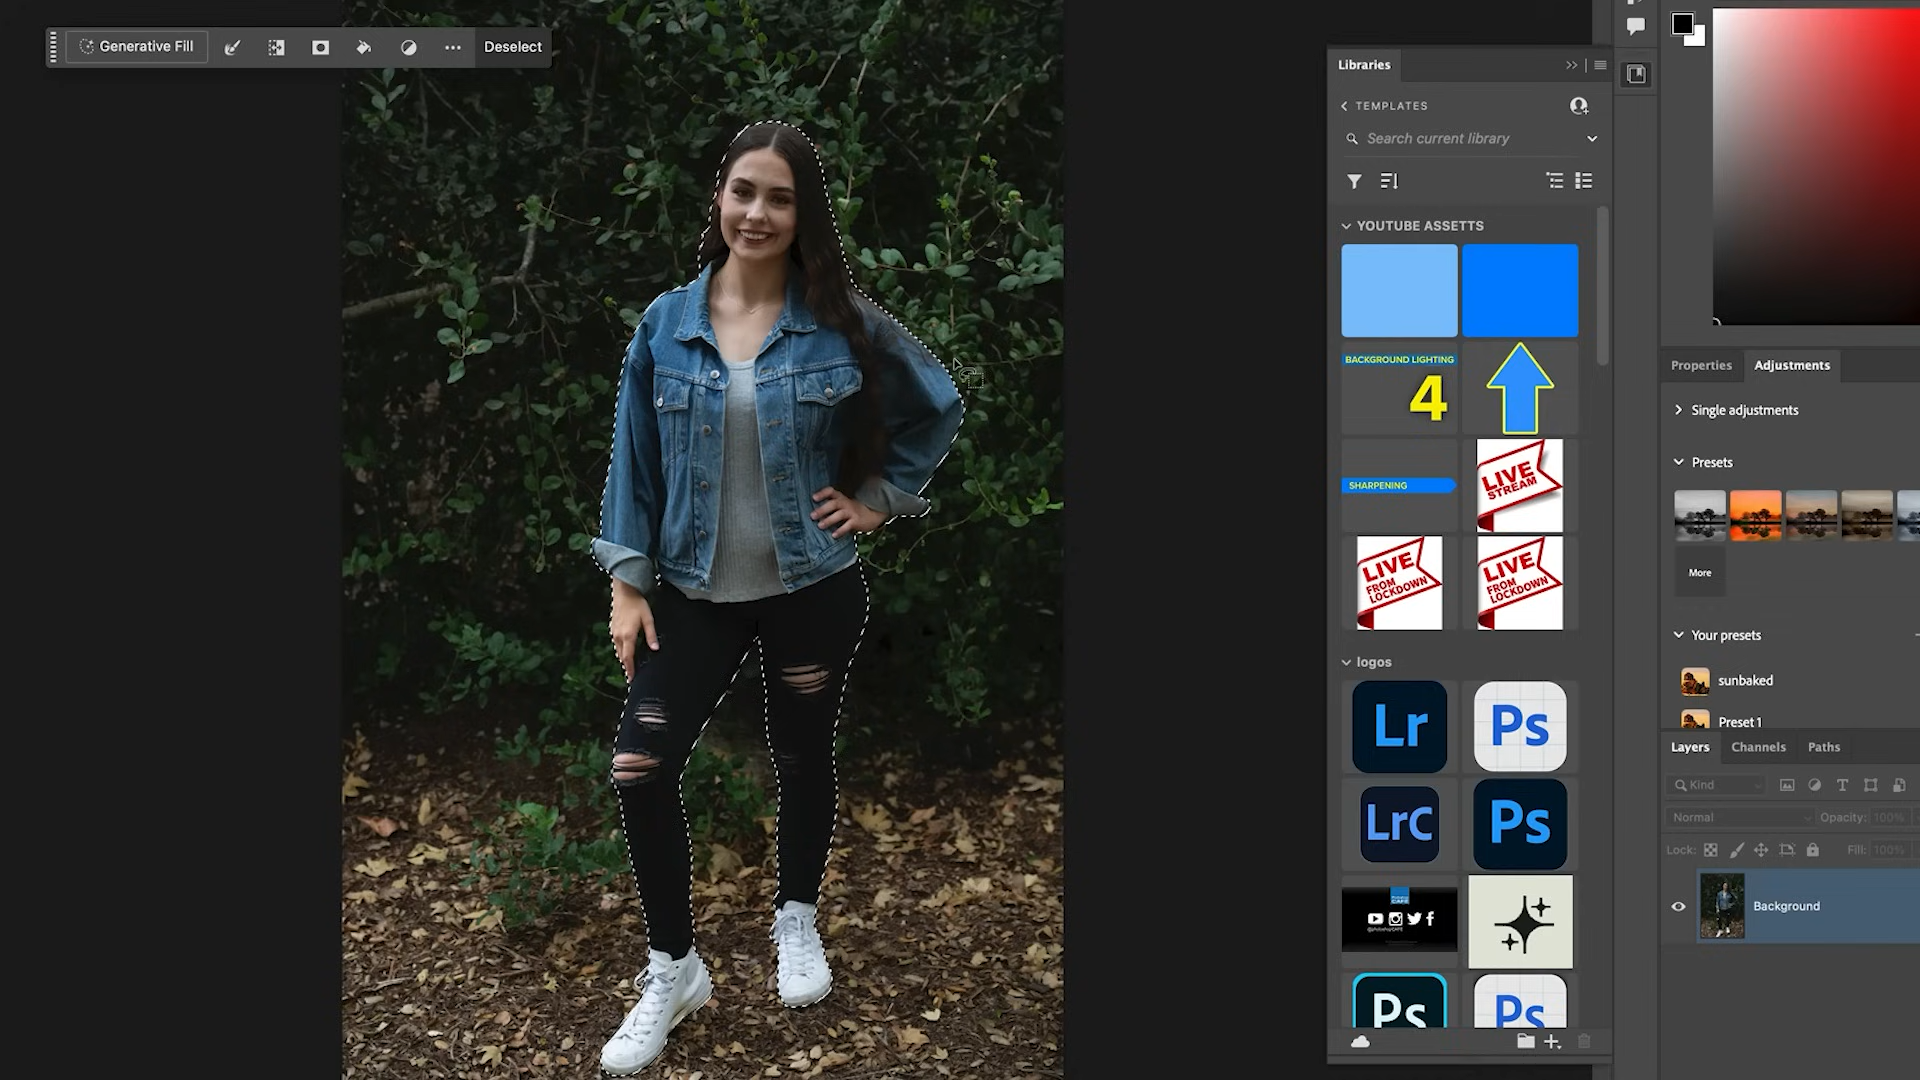 Generative Fill
Deselect
Libraries
TEMPLATES
Search current library
YOUTUBE ASSETTS
BACKGROUND LIGHTING
4
SHARPENING
LIVE
STREAM
LIVE
FROM
LOCKDOWN
LIVE
FROM
LOCKDOWN
logos
Lr
Ps
LrC
Ps
Ps
Ps
Properties
Adjustments
Single adjustments
Presets
More
Your presets
sunbaked
Preset 1
Layers
Channels
Paths
Kind
Normal
Opacity: 100%
Lock:
Fill: 100%
Background